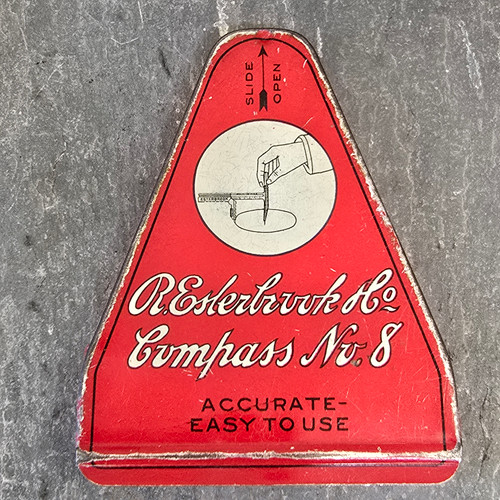 SLIDE
OPEN
R. Esterbrook & Co
Compass No. 8
ACCURATE-
EASY TO USE